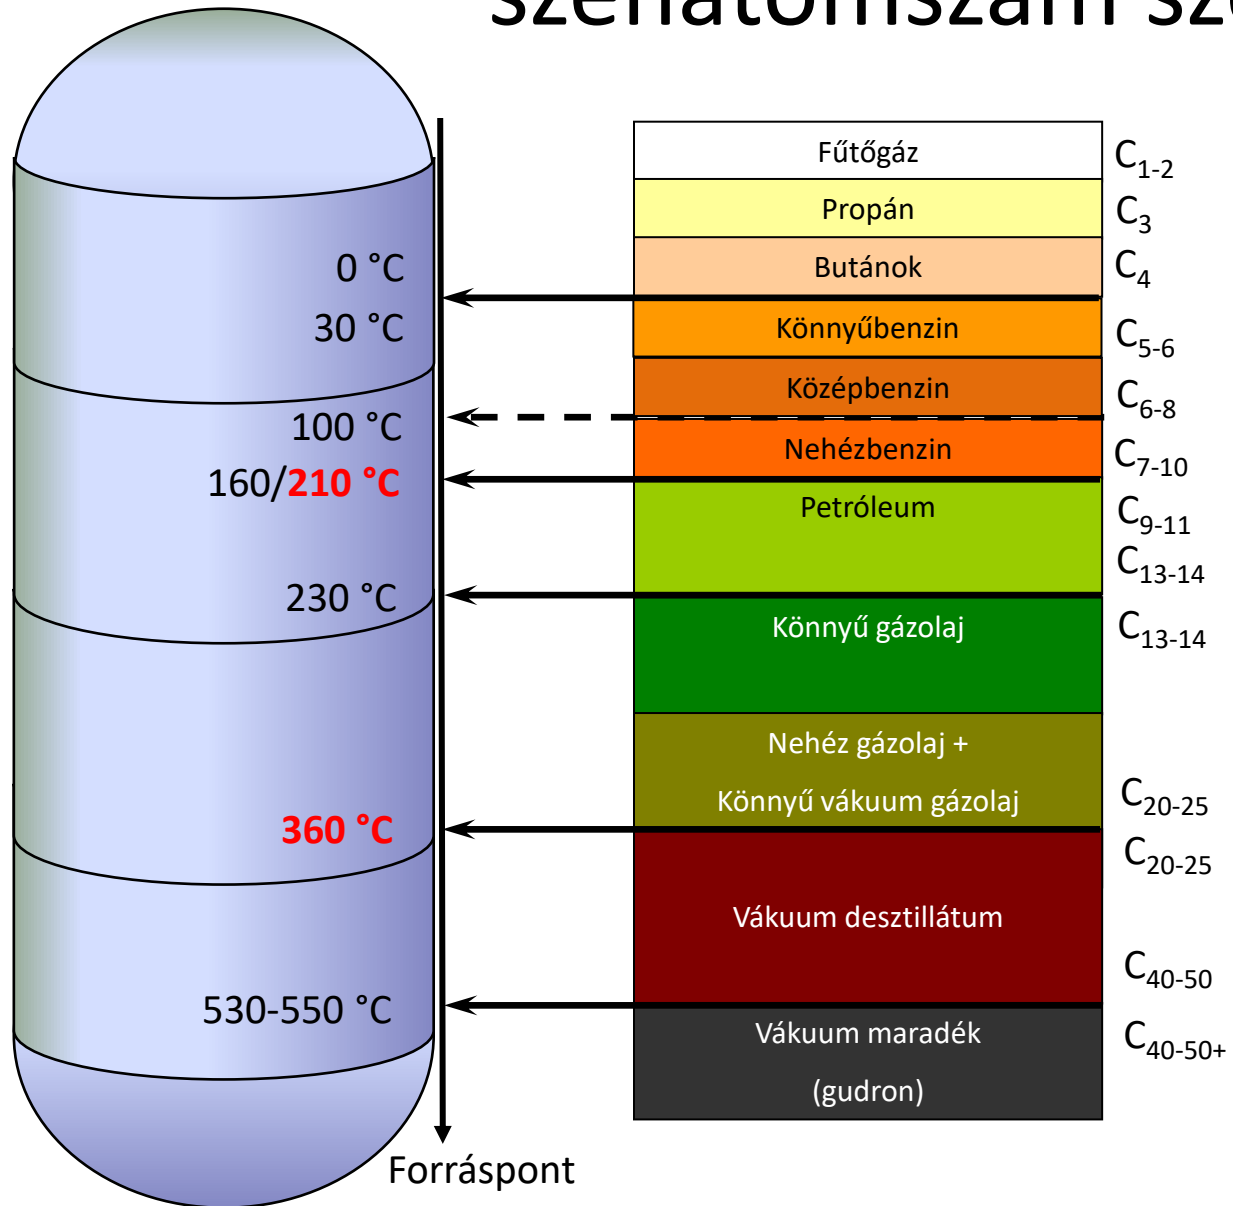 szénatomszám sze
0 °C
30 °C
100 °C
160/210 °C
230 °C
360 °C
530-550 °C
Forráspont
Fűtőgáz C1-2
Propán C3
Butánok C4
Könnyűbenzin C5-6
Középbenzin C6-8
Nehézbenzin C7-10
Petróleum C9-11
C13-14
Könnyű gázolaj C13-14
Nehéz gázolaj +
Könnyű vákuum gázolaj C20-25
C20-25
Vákuum desztillátum
C40-50
Vákuum maradék C40-50+
(gudron)